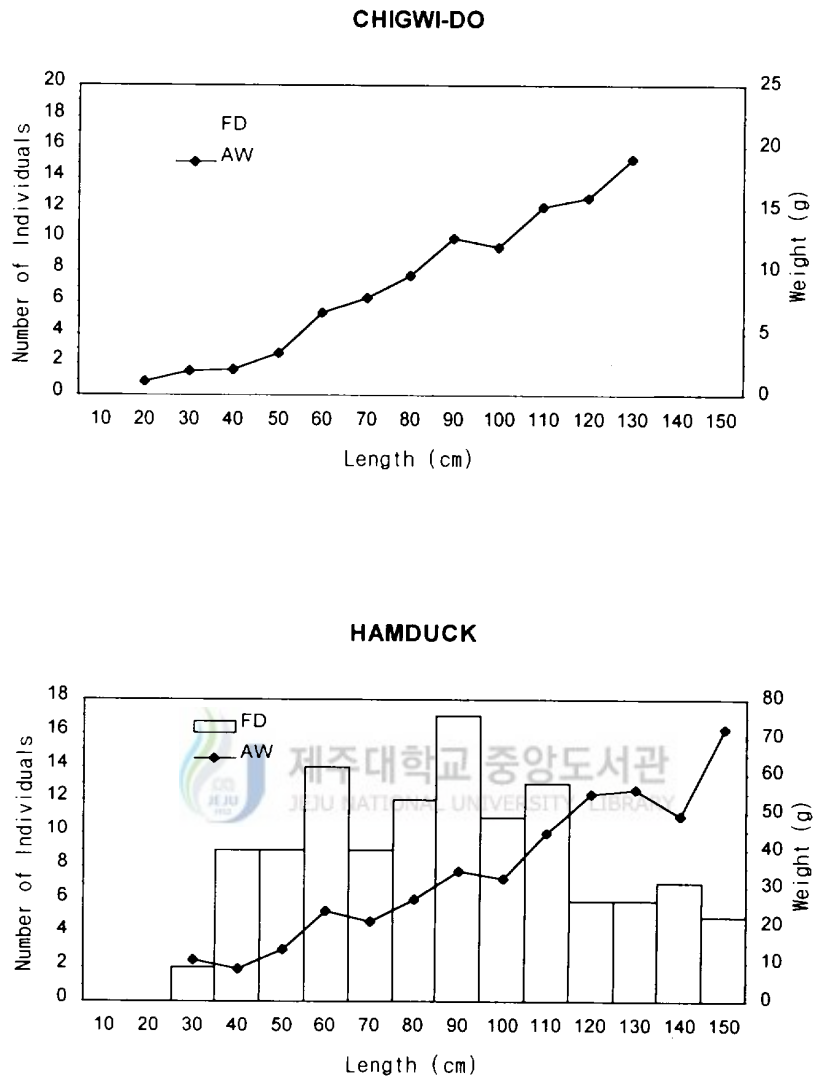 CHIGWI-DO
20
18
16
14
12
10
8
6
4
2
0
Number of Individuals
FD
AW
25
20
15
10
5
0
Weight (g)
10 20 30 40 50 60 70 80 90 100 110 120 130 140 150
Length (cm)
HAMDUCK
18
16
14
12
10
8
6
4
2
0
Number of Individuals
FD
AW
제주대학교 중앙도서관
JEJU NATIONAL UNIVERSITY LIBRARY
JEJU
1952
80
70
60
50
40
30
20
10
0
Weight (g)
10 20 30 40 50 60 70 80 90 100 110 120 130 140 150
Length (cm)